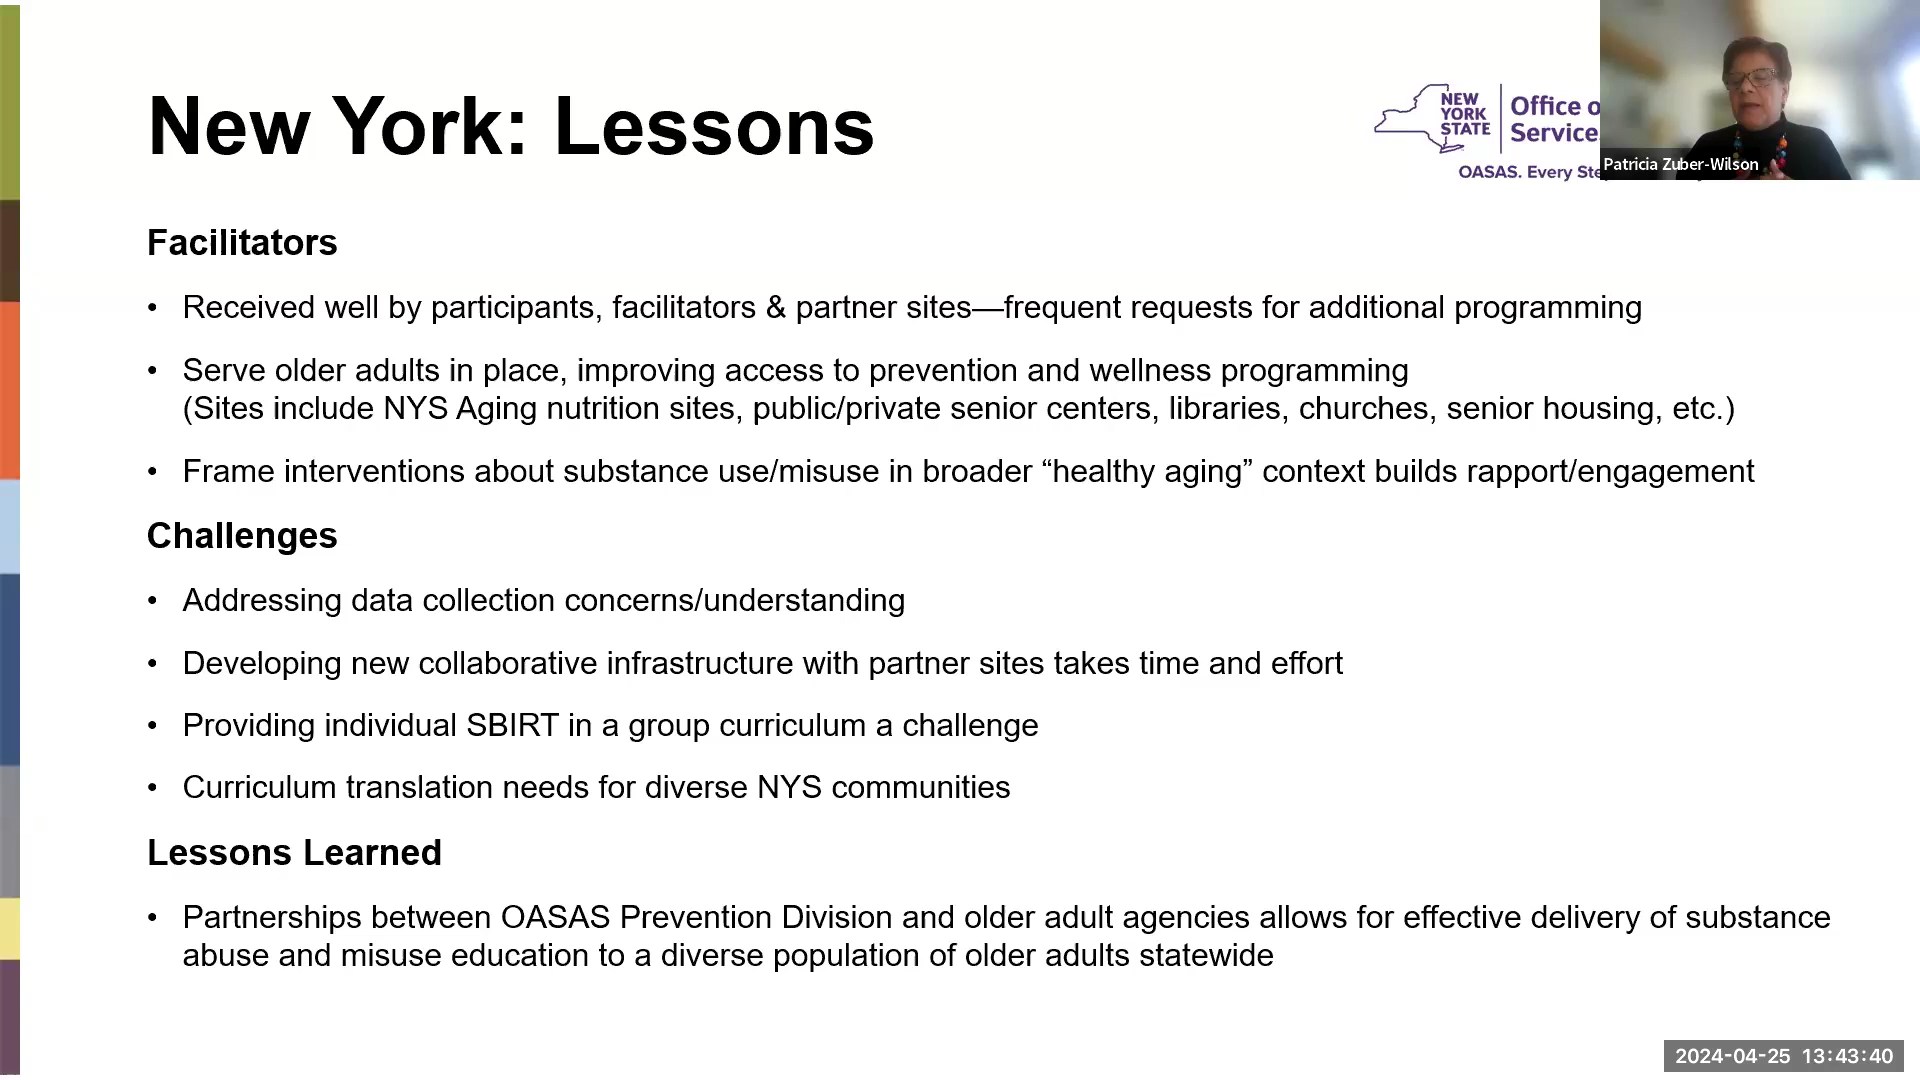 New York: Lessons
NEW
YORK
STATE
Office
Service
OASAS. Every
Patricia Zuber-Wilson
Facilitators
• Received well by participants, facilitators & partner sites—frequent requests for additional programming
• Serve older adults in place, improving access to prevention and wellness programming
(Sites include NYS Aging nutrition sites, public/private senior centers, libraries, churches, senior housing, etc.)
• Frame interventions about substance use/misuse in broader “healthy aging” context builds rapport/engagement
Challenges
• Addressing data collection concerns/understanding
• Developing new collaborative infrastructure with partner sites takes time and effort
• Providing individual SBIRT in a group curriculum a challenge
• Curriculum translation needs for diverse NYS communities
Lessons Learned
• Partnerships between OASAS Prevention Division and older adult agencies allows for effective delivery of substance
abuse and misuse education to a diverse population of older adults statewide
2024-04-25 13:43:40